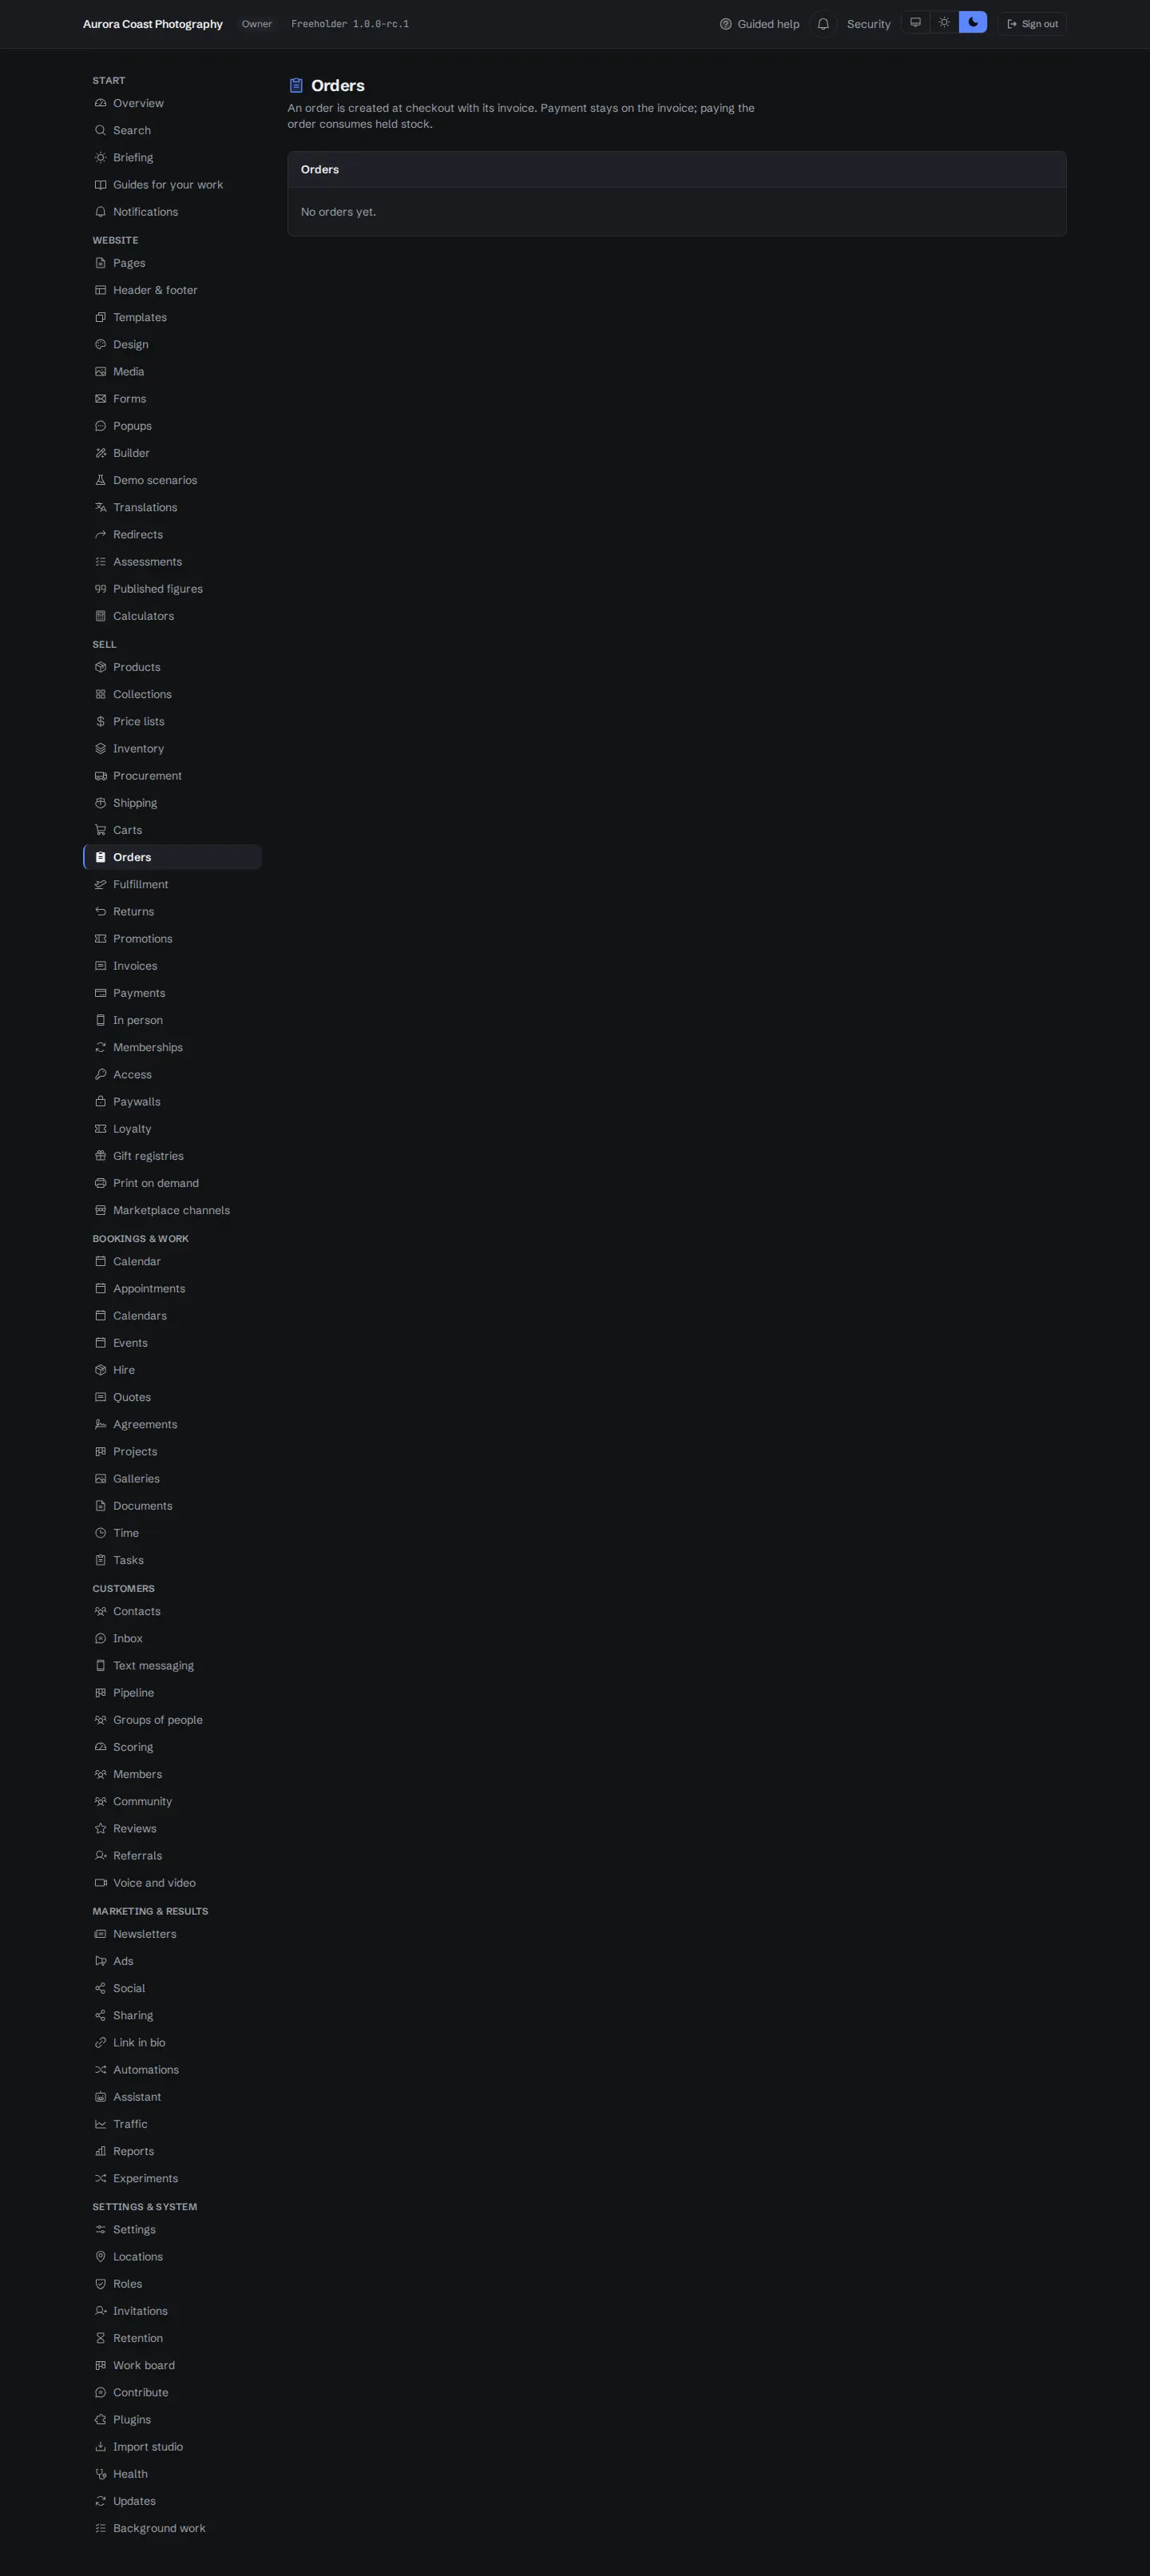 Aurora Coast Photography Owner Freeholder 1.0.0-rc.1 Guided help Security Sign out
START
Overview
Search
Briefing
Guides for your work
Notifications
WEBSITE
Pages
Header & footer
Templates
Design
Media
Forms
Popups
Builder
Demo scenarios
Translations
Redirects
Assessments
Published figures
Calculators
SELL
Products
Collections
Price lists
Inventory
Procurement
Shipping
Carts
Orders
Fulfillment
Returns
Promotions
Invoices
Payments
In person
Memberships
Access
Paywalls
Loyalty
Gift registries
Print on demand
Marketplace channels
BOOKINGS & WORK
Calendar
Appointments
Calendars
Events
Hire
Quotes
Agreements
Projects
Galleries
Documents
Time
Tasks
CUSTOMERS
Contacts
Inbox
Text messaging
Pipeline
Groups of people
Scoring
Members
Community
Reviews
Referrals
Voice and video
MARKETING & RESULTS
Newsletters
Ads
Social
Sharing
Link in bio
Automations
Assistant
Traffic
Reports
Experiments
SETTINGS & SYSTEM
Settings
Locations
Roles
Invitations
Retention
Work board
Contribute
Plugins
Import studio
Health
Updates
Background work
Orders
An order is created at checkout with its invoice. Payment stays on the invoice; paying the
order consumes held stock.
Orders
No orders yet.